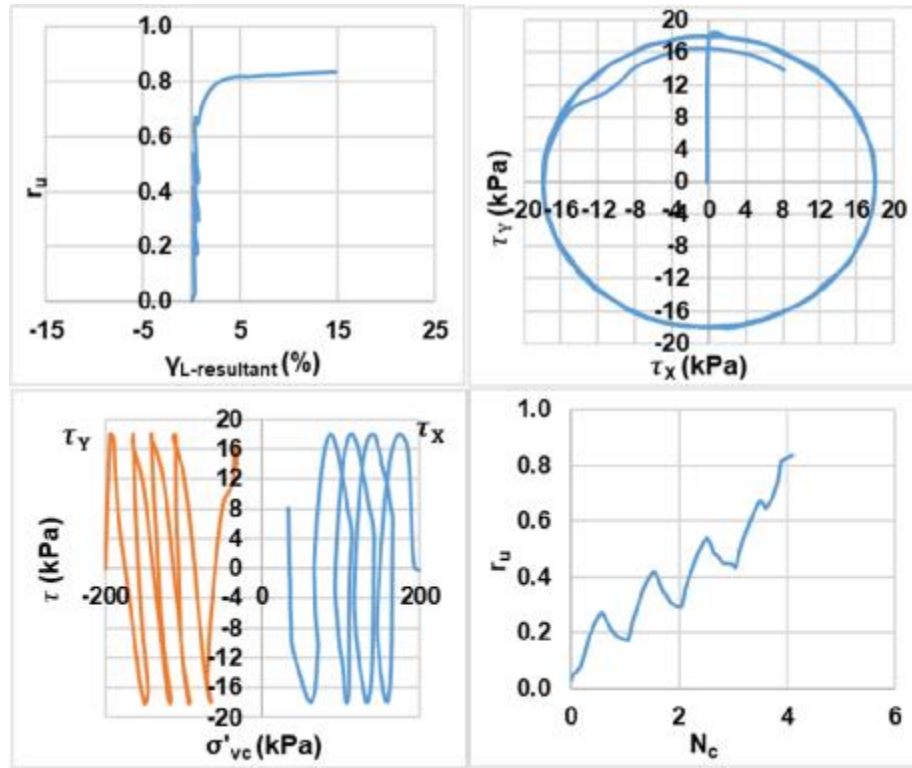 1.0
0.8
0.6
0.4
0.2
0.0
r_u
-15 -5 5 15 25
γ_L-resultant (%)
20
16
12
8
4
0
-4
-8
-12
-16
-20
τ_Y (kPa)
20 -16 -12 -8 -4 0 4 8 12 16 20
τ_X (kPa)
τ_Y
τ_X
20
16
12
8
4
0
-4
-8
-12
-16
-20
τ (kPa)
-200 0 200
σ'_vc (kPa)
1.0
0.8
0.6
0.4
0.2
0.0
r_u
0 2 4 6
N_c